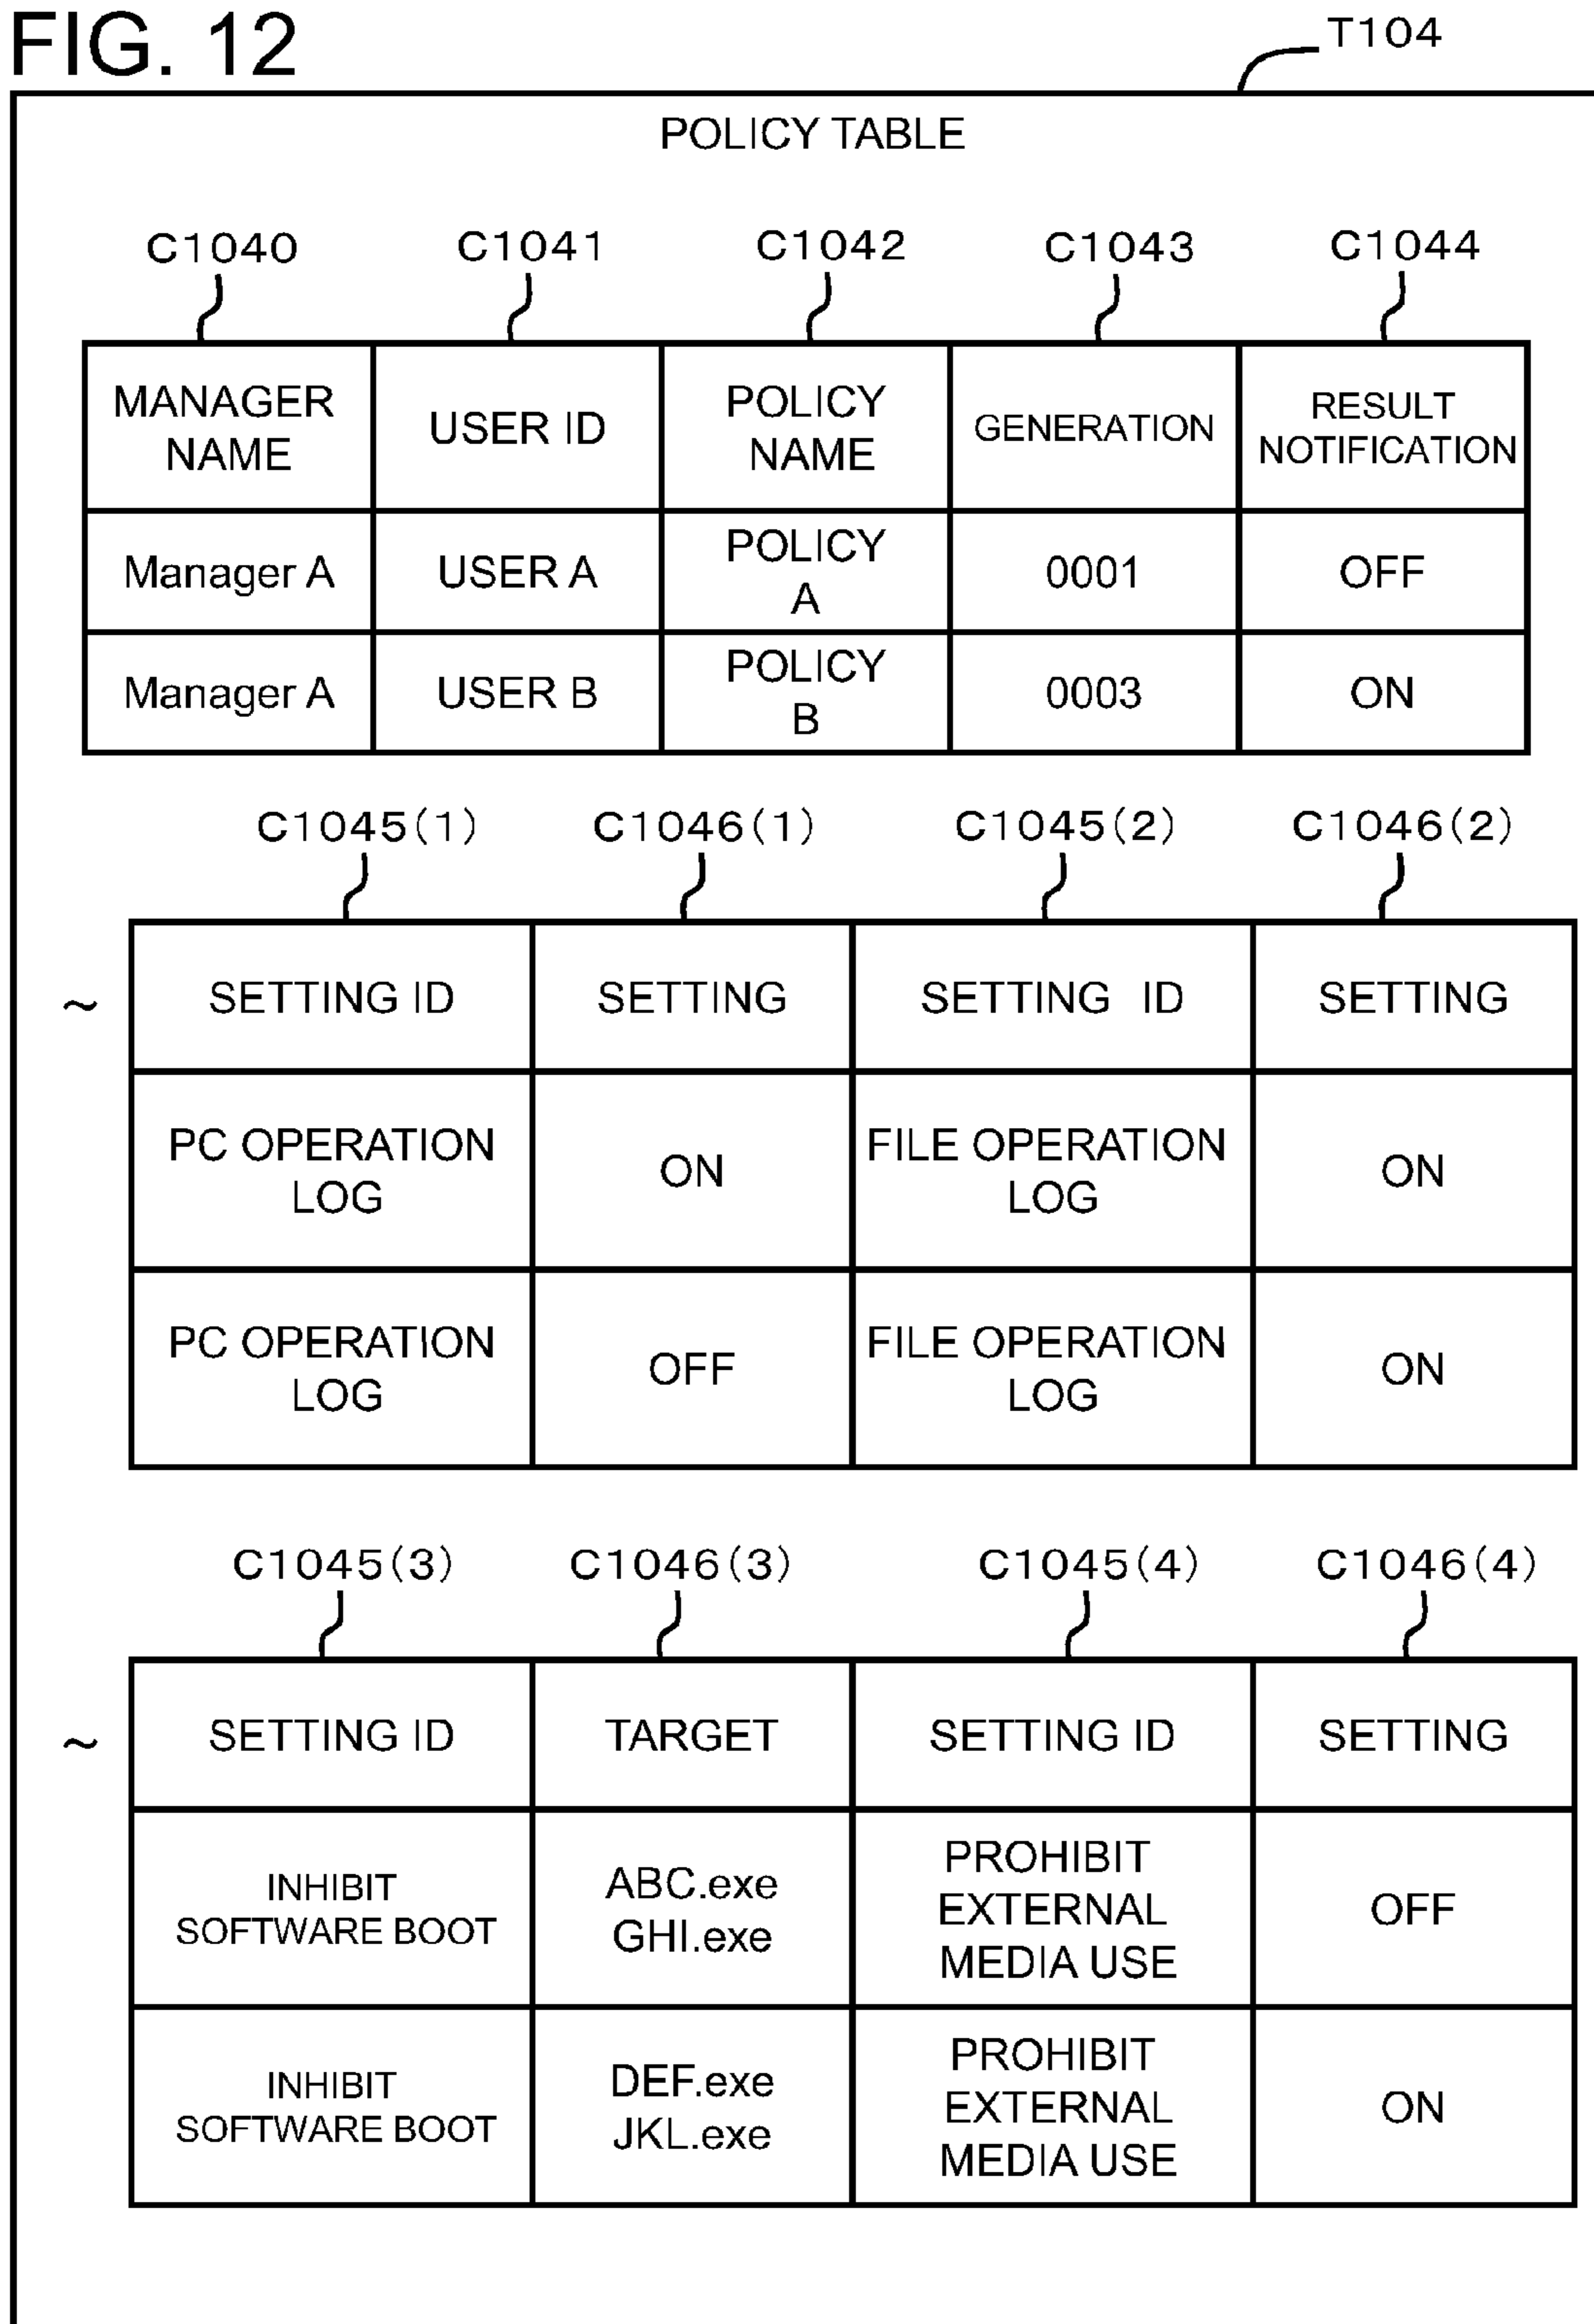 FIG. 12
T104
POLICY TABLE
C1040 C1041 C1042 C1043 C1044
MANAGER NAME USER ID POLICY NAME GENERATION RESULT NOTIFICATION
Manager A USER A POLICY A 0001 OFF
Manager A USER B POLICY B 0003 ON
C1045(1) C1046(1) C1045(2) C1046(2)
~ SETTING ID SETTING SETTING ID SETTING
PC OPERATION LOG ON FILE OPERATION LOG ON
PC OPERATION LOG OFF FILE OPERATION LOG ON
C1045(3) C1046(3) C1045(4) C1046(4)
~ SETTING ID TARGET SETTING ID SETTING
INHIBIT SOFTWARE BOOT ABC.exe GHI.exe PROHIBIT EXTERNAL MEDIA USE OFF
INHIBIT SOFTWARE BOOT DEF.exe JKL.exe PROHIBIT EXTERNAL MEDIA USE ON